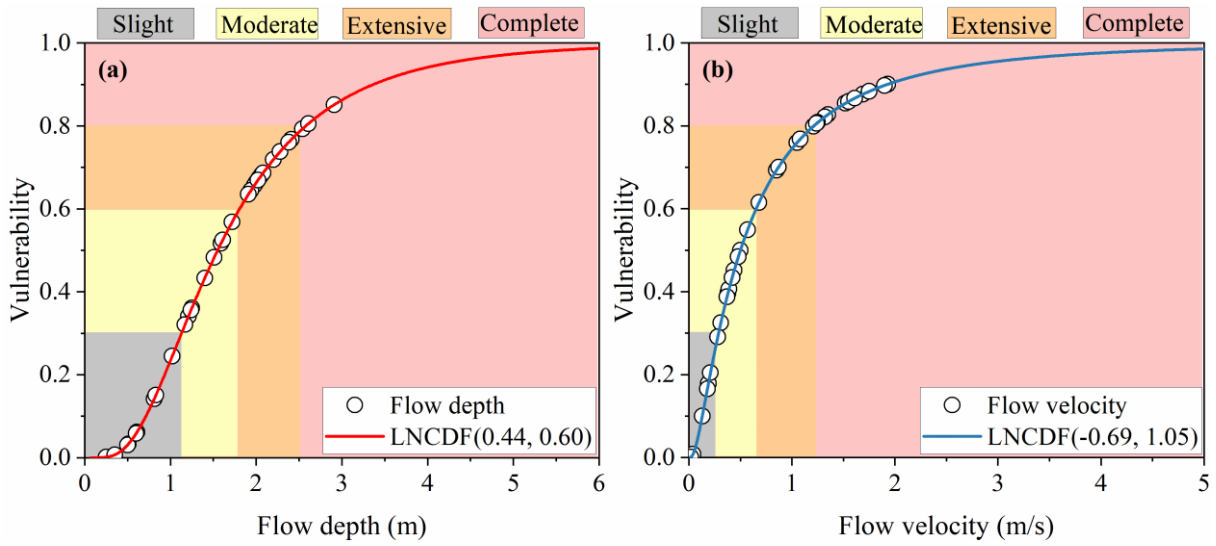 Slight Moderate Extensive Complete
(a)
Vulnerability
1.0
0.8
0.6
0.4
0.2
0.0
Flow depth
LNCDF(0.44, 0.60)
0 1 2 3 4 5 6
Flow depth (m)
Slight Moderate Extensive Complete
(b)
Vulnerability
1.0
0.8
0.6
0.4
0.2
0.0
Flow velocity
LNCDF(-0.69, 1.05)
0 1 2 3 4 5
Flow velocity (m/s)